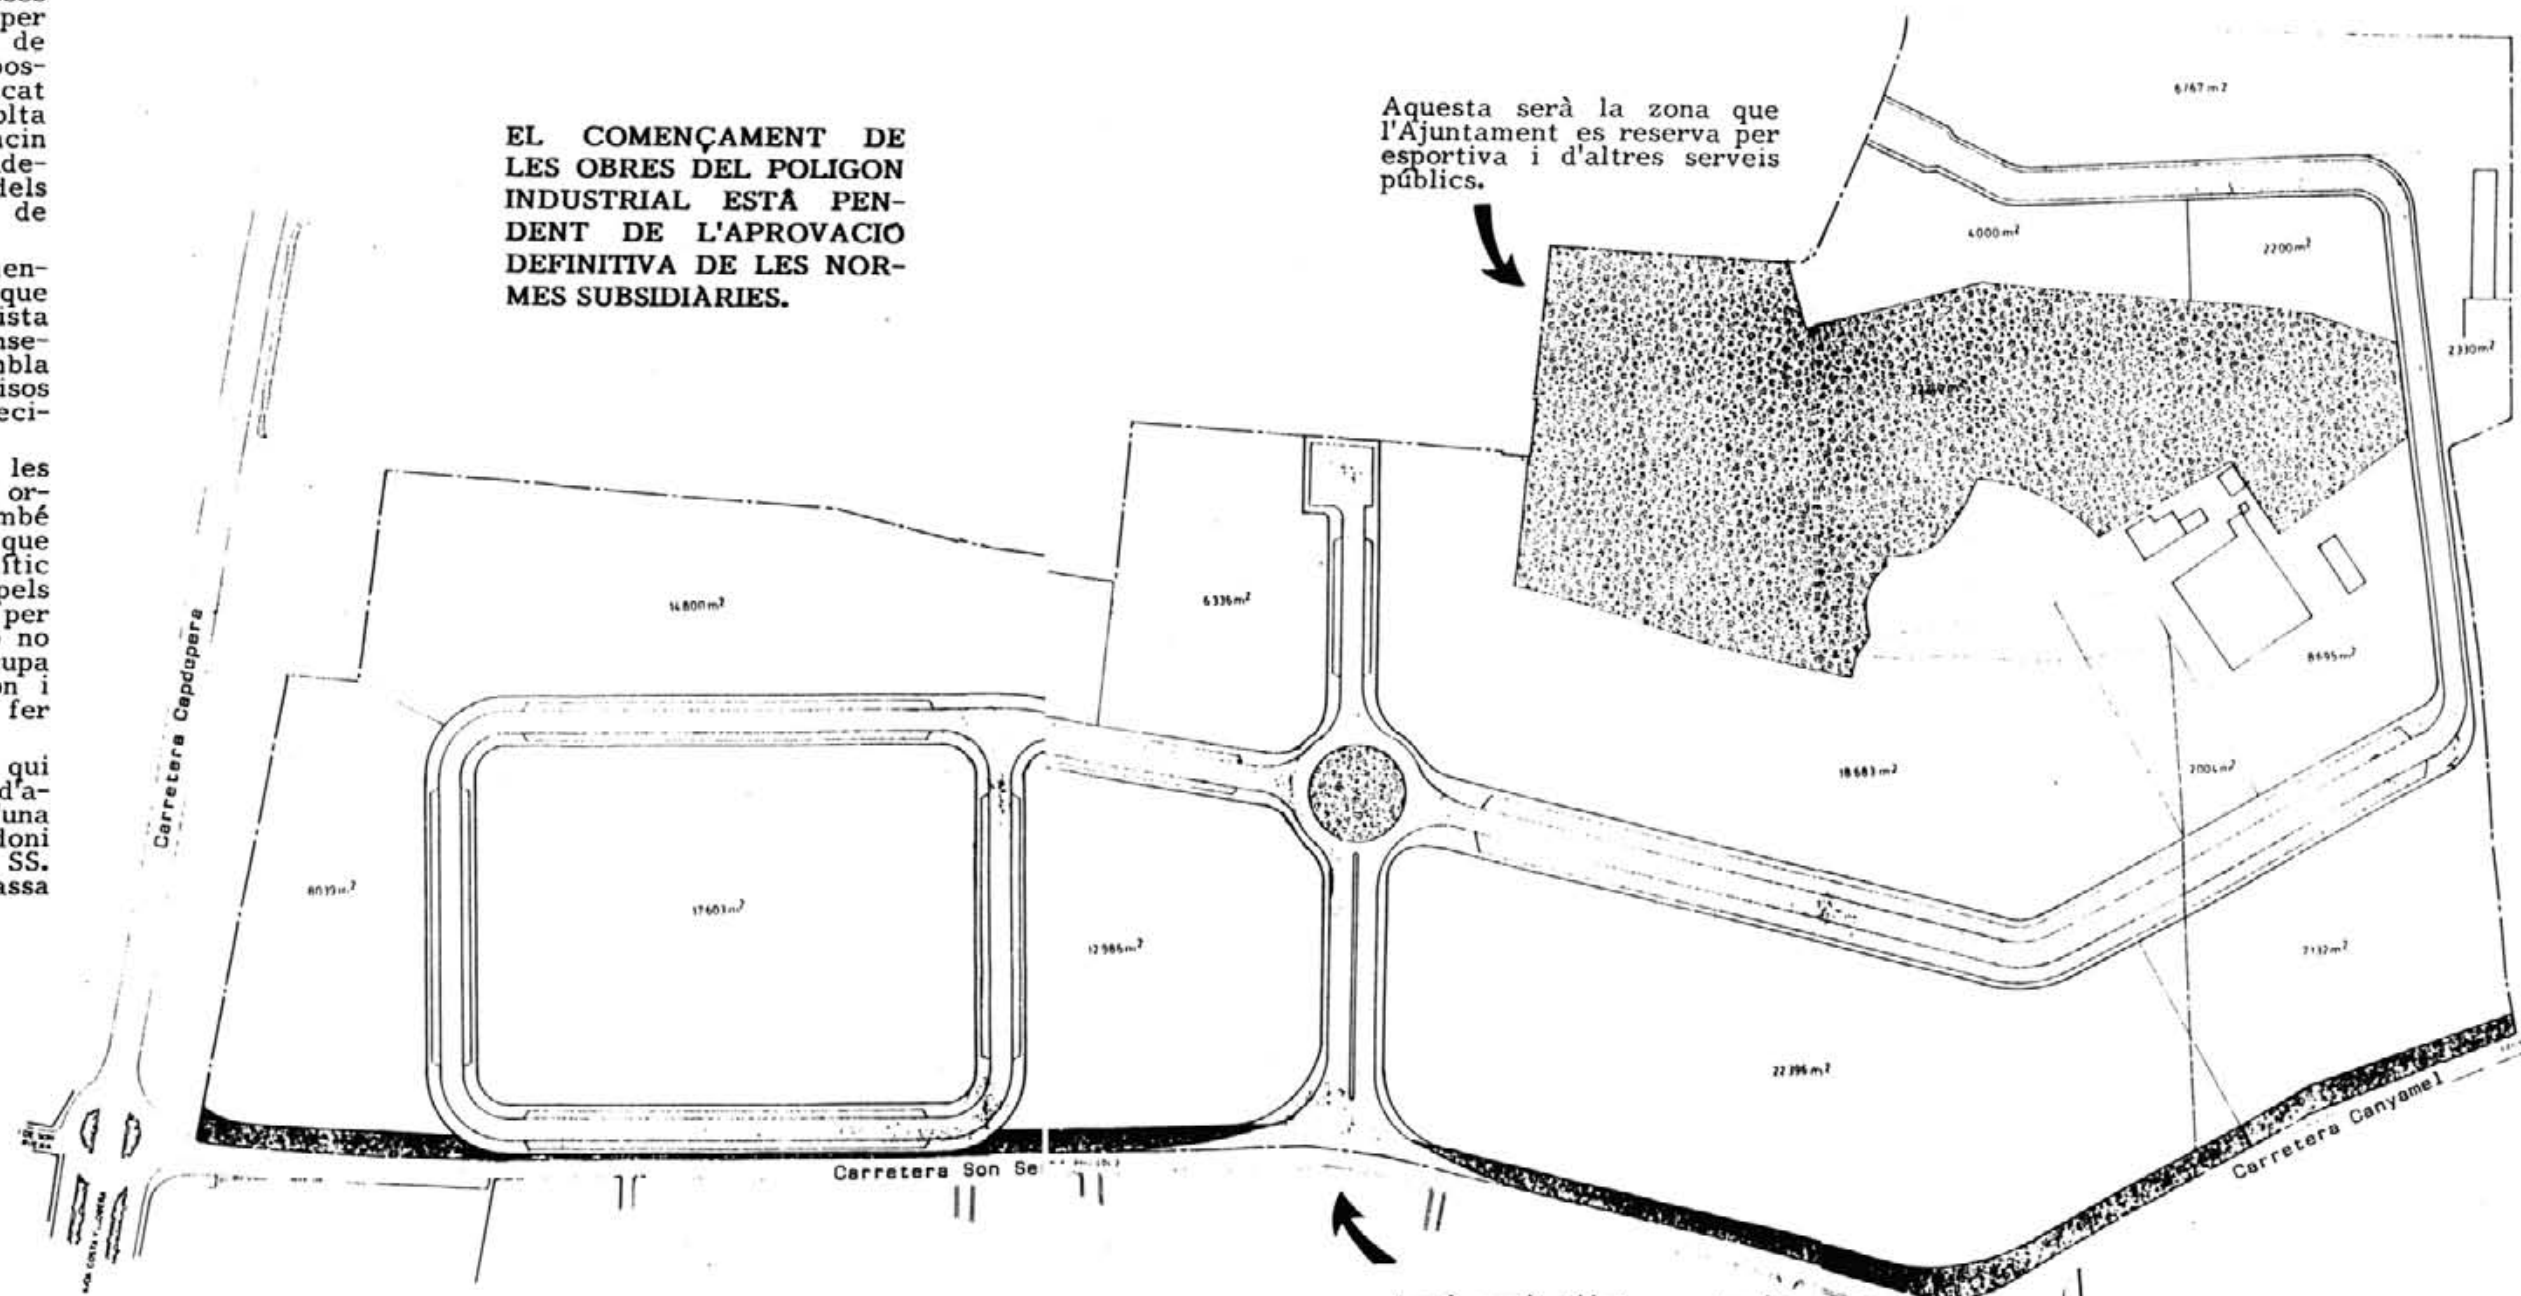 per
de
pos-
cat
olta
ncin
de-
dels
de
en-
que
ista
nse-
nbla
isos
eci-
les
or-
mbé
que
ític
pels
per
no
upa
on i
fer
qui
d'a-
una
doni
SS.
assa
EL COMENÇAMENT DE
LES OBRES DEL POLIGON
INDUSTRIAL ESTÀ PEN-
DENT DE L'APROVACIÓ
DEFINITIVA DE LES NOR-
MES SUBSIDIÀRIES.
Aquesta serà la zona que
l'Ajuntament es reserva per
esportiva i d'altres serveis
públics.
6767 m2
4000 m2
2200 m2
2330 m2
14800 m2
6336 m2
8695 m2
18683 m2
2004 m2
8039 m2
17603 m2
12986 m2
7132 m2
22396 m2
Carretera Capdepera
Carretera Son Se
Carretera Canyamel